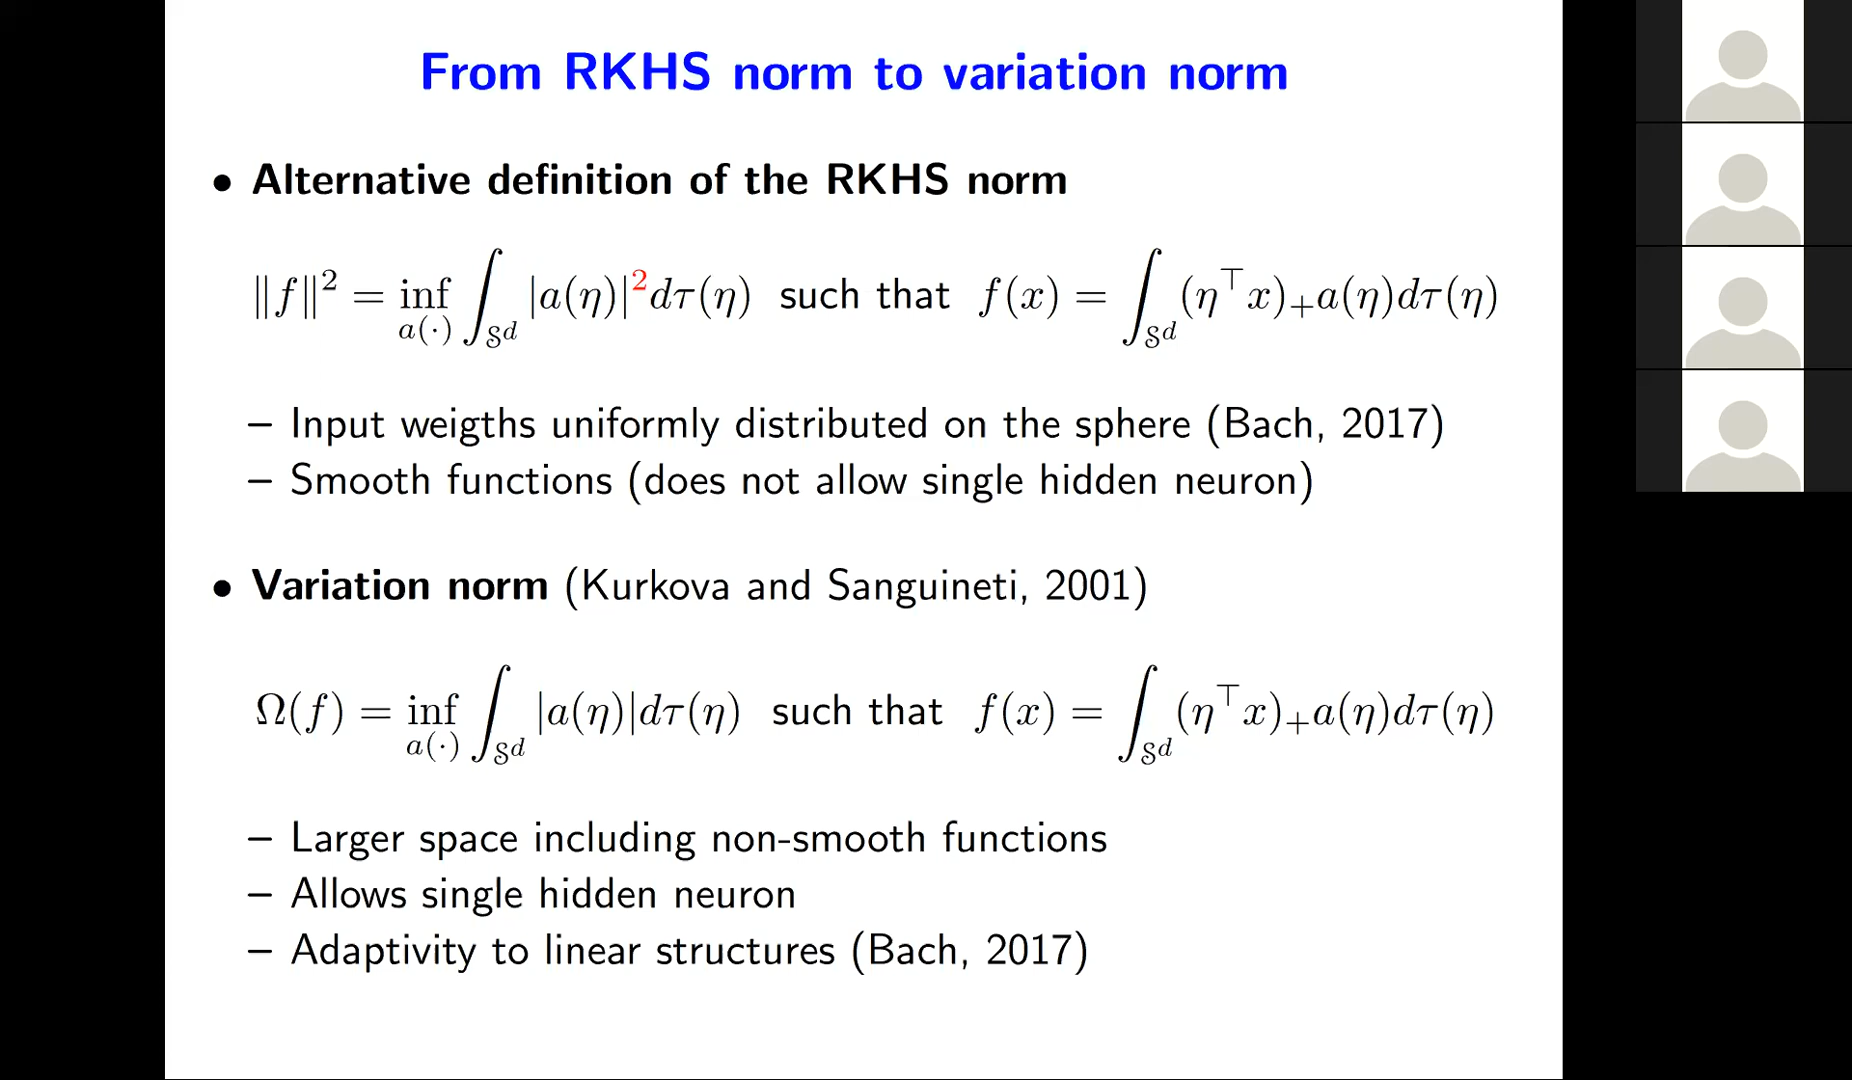 From RKHS norm to variation norm
• Alternative definition of the RKHS norm
‖f‖² = inf_{a(·)} ∫_{𝕊^d} |a(η)|² dτ(η) such that f(x) = ∫_{𝕊^d} (η^⊤x)_+ a(η)dτ(η)
– Input weigths uniformly distributed on the sphere (Bach, 2017)
– Smooth functions (does not allow single hidden neuron)
• Variation norm (Kurkova and Sanguineti, 2001)
Ω(f) = inf_{a(·)} ∫_{𝕊^d} |a(η)|dτ(η) such that f(x) = ∫_{𝕊^d} (η^⊤x)_+ a(η)dτ(η)
– Larger space including non-smooth functions
– Allows single hidden neuron
– Adaptivity to linear structures (Bach, 2017)